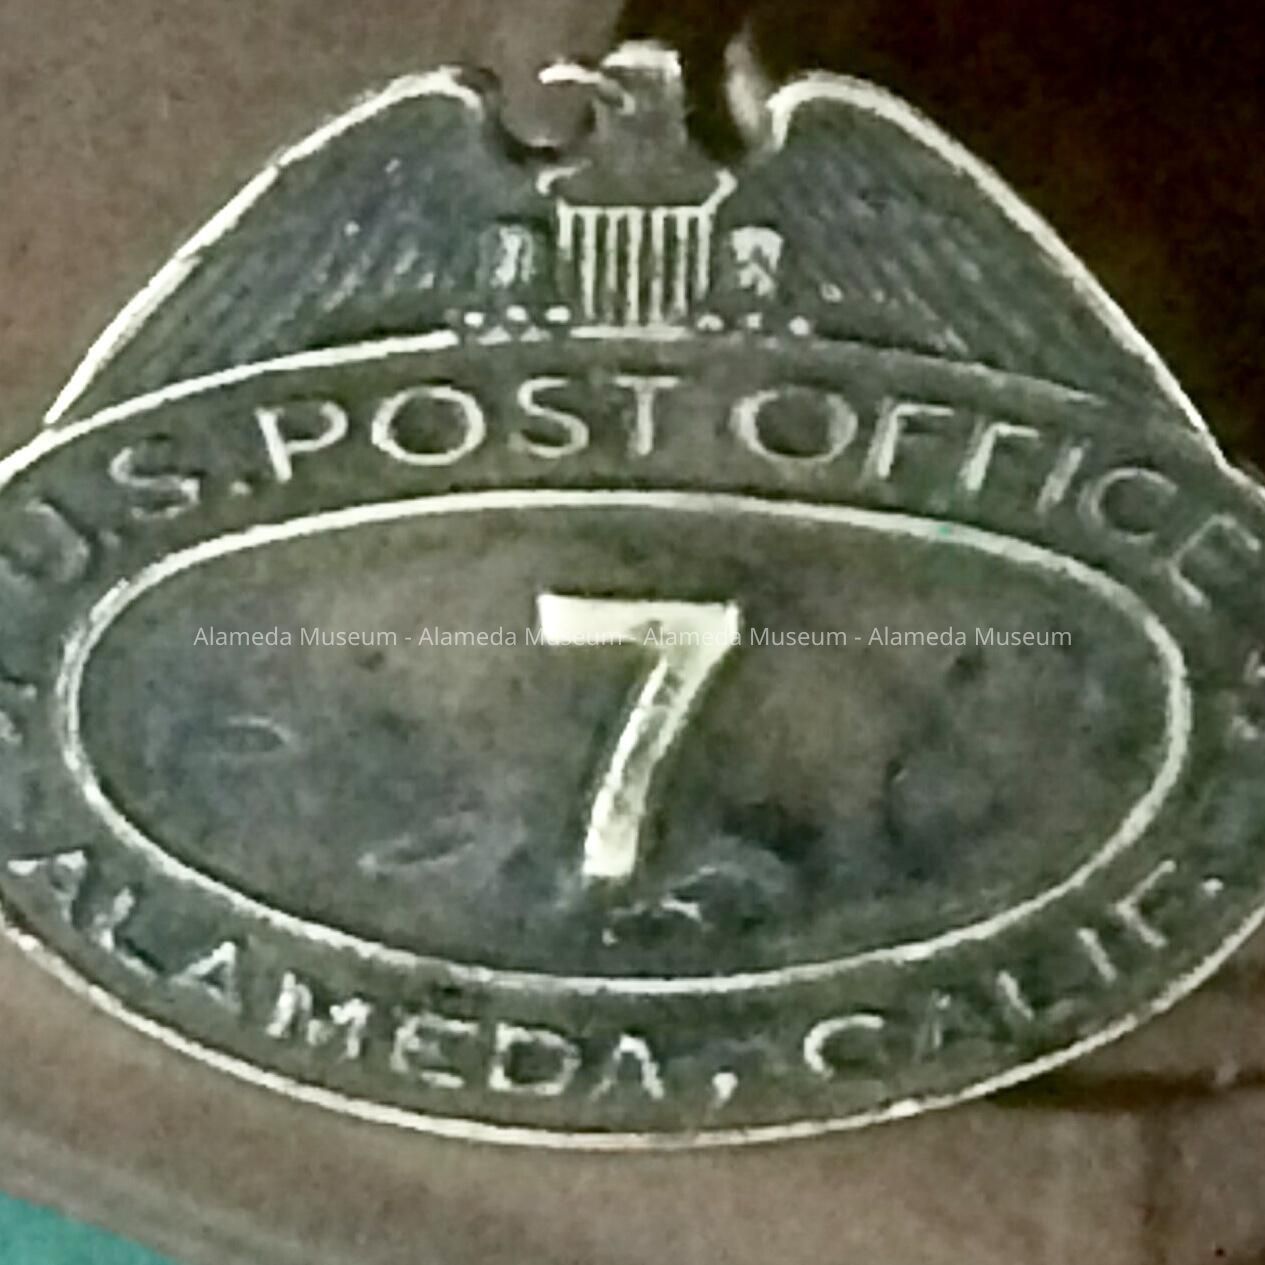 U.S. POST OFFICE
7
Alameda Museum - Alameda Museum - Alameda Museum - Alameda Museum
ALAMEDA, CALIF.